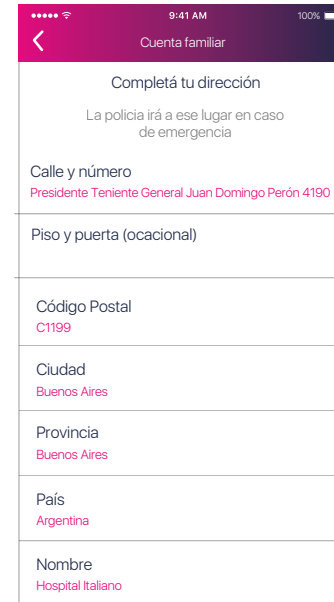 9:41 AM
100%
Cuenta familiar
Completá tu dirección
La policia irá a ese lugar en caso
de emergencia
Calle y número
Presidente Teniente General Juan Domingo Perón 4190
Piso y puerta (ocacional)
Código Postal
C1199
Ciudad
Buenos Aires
Provincia
Buenos Aires
País
Argentina
Nombre
Hospital Italiano